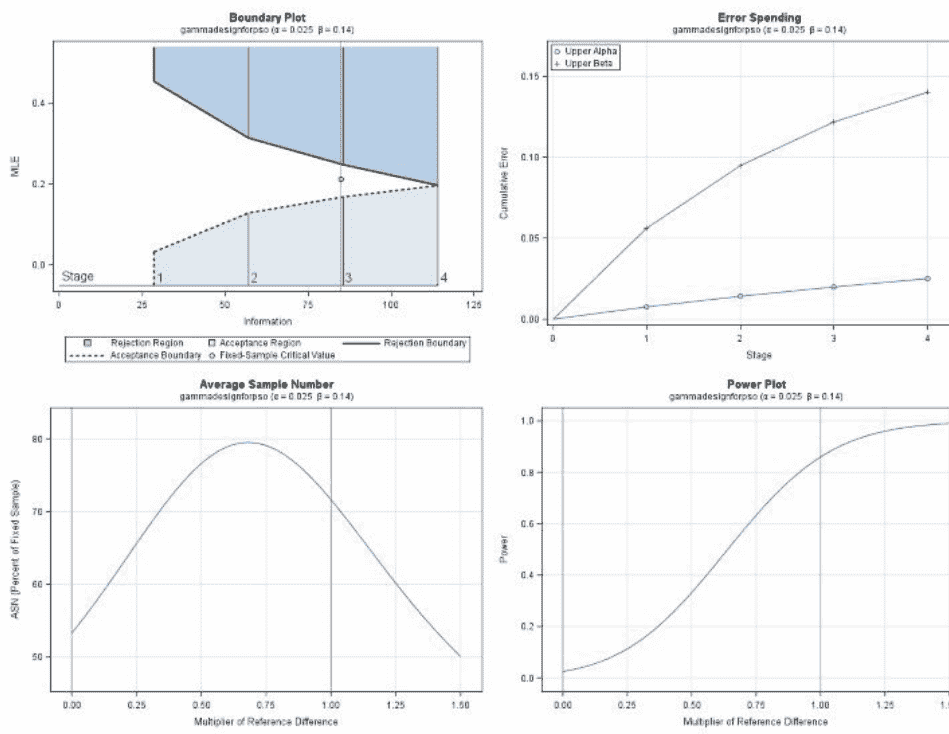 Boundary Plot
gammadesignforpso (α = 0.025 β = 0.14)
MLE
0.4
0.2
0.0
Stage
1
2
3
4
0
25
50
75
100
125
Information
Rejection Region
Acceptance Region
Rejection Boundary
Acceptance Boundary
Fixed-Sample Critical Value
Error Spending
gammadesignforpso (α = 0.025 β = 0.14)
Upper Alpha
Upper Beta
Cumulative Error
0.15
0.10
0.05
0.00
0
1
2
3
4
Stage
Average Sample Number
gammadesignforpso (α = 0.025 β = 0.14)
ASN (Percent of Fixed Sample)
80
70
60
50
0.00
0.25
0.50
0.75
1.00
1.25
1.50
Multiplier of Reference Difference
Power Plot
gammadesignforpso (α = 0.025 β = 0.14)
Power
1.0
0.8
0.6
0.4
0.2
0.0
0.00
0.25
0.50
0.75
1.00
1.25
Multiplier of Reference Difference